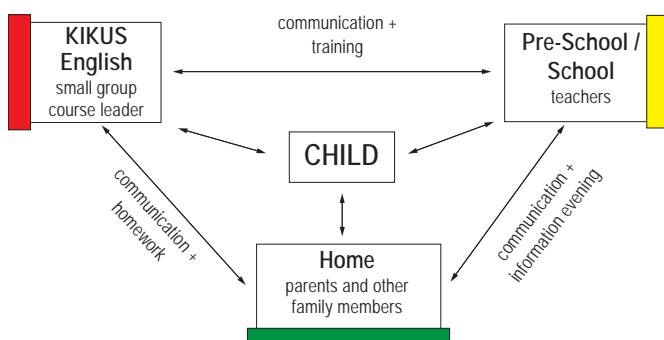 KIKUS
English
small group
course leader
communication +
training
Pre-School /
School
teachers
CHILD
communication +
homework
communication +
information evening
Home
parents and other
family members